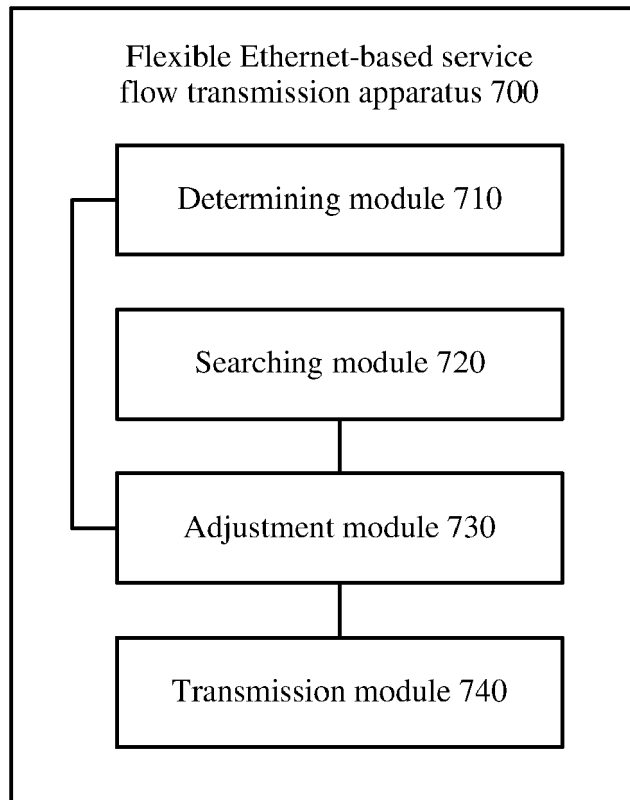 Flexible Ethernet-based service
flow transmission apparatus 700
Determining module 710
Searching module 720
Adjustment module 730
Transmission module 740